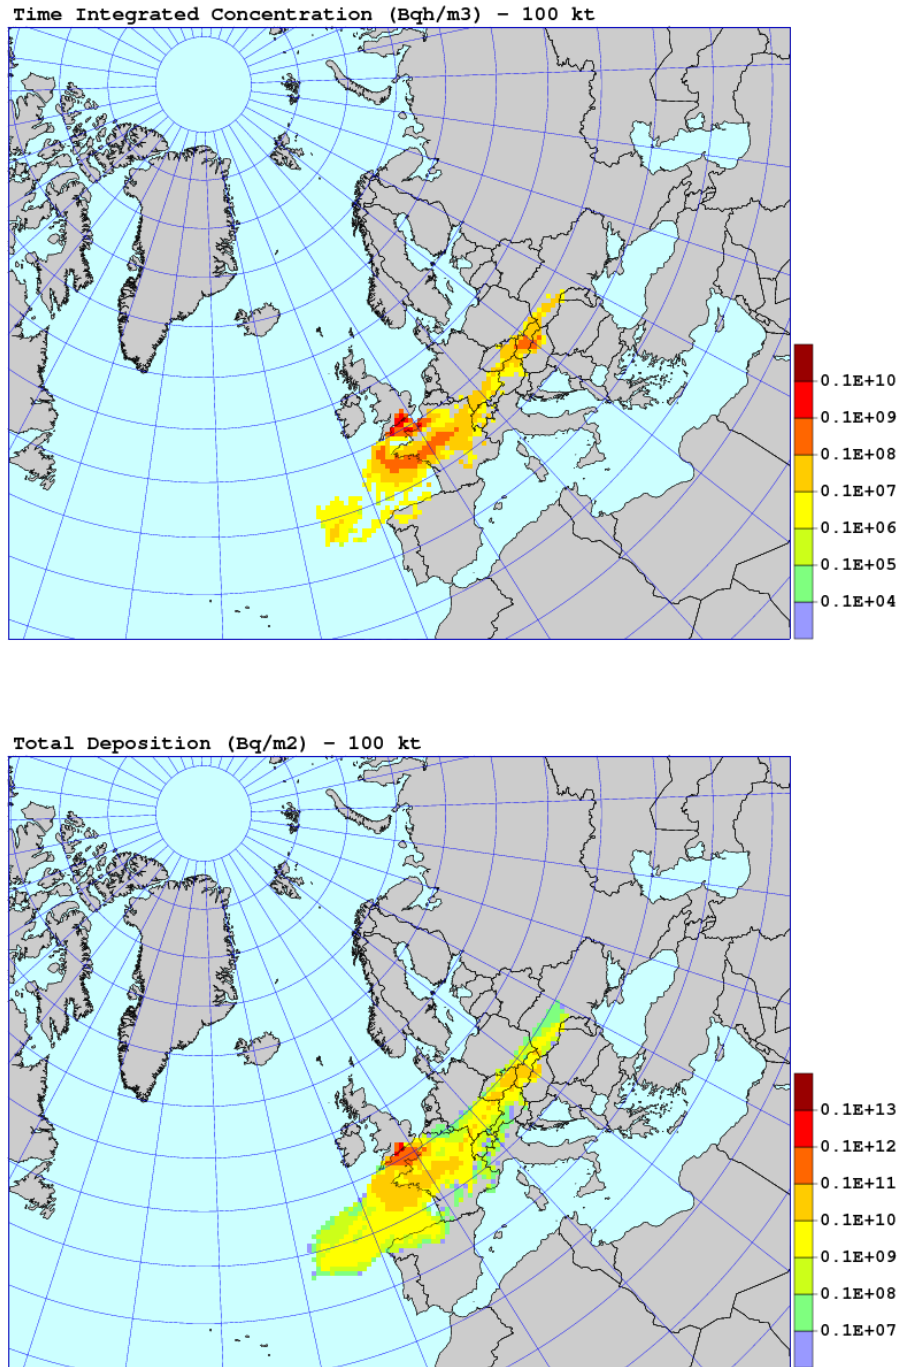 Time Integrated Concentration (Bqh/m3) – 100 kt
0.1E+10
0.1E+09
0.1E+08
0.1E+07
0.1E+06
0.1E+05
0.1E+04
Total Deposition (Bq/m2) – 100 kt
0.1E+13
0.1E+12
0.1E+11
0.1E+10
0.1E+09
0.1E+08
0.1E+07